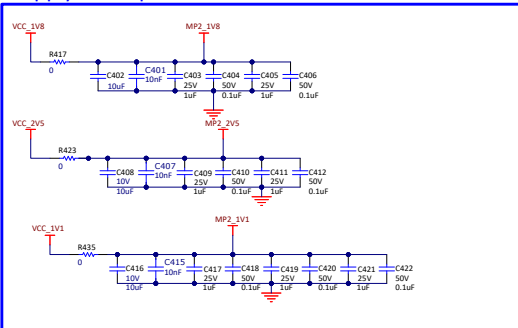 VCC_1V8
MP2_1V8
R417
0
C402
10uF
C401
10nF
C403
25V
1uF
C404
50V
0.1uF
C405
25V
1uF
C406
50V
0.1uF
VCC_2V5
MP2_2V5
R423
0
C408
10V
10uF
C407
10nF
C409
25V
1uF
C410
50V
0.1uF
C411
25V
1uF
C412
50V
0.1uF
VCC_1V1
MP2_1V1
R435
0
C416
10V
10uF
C415
10nF
C417
25V
1uF
C418
50V
0.1uF
C419
25V
1uF
C420
50V
0.1uF
C421
25V
1uF
C422
50V
0.1uF